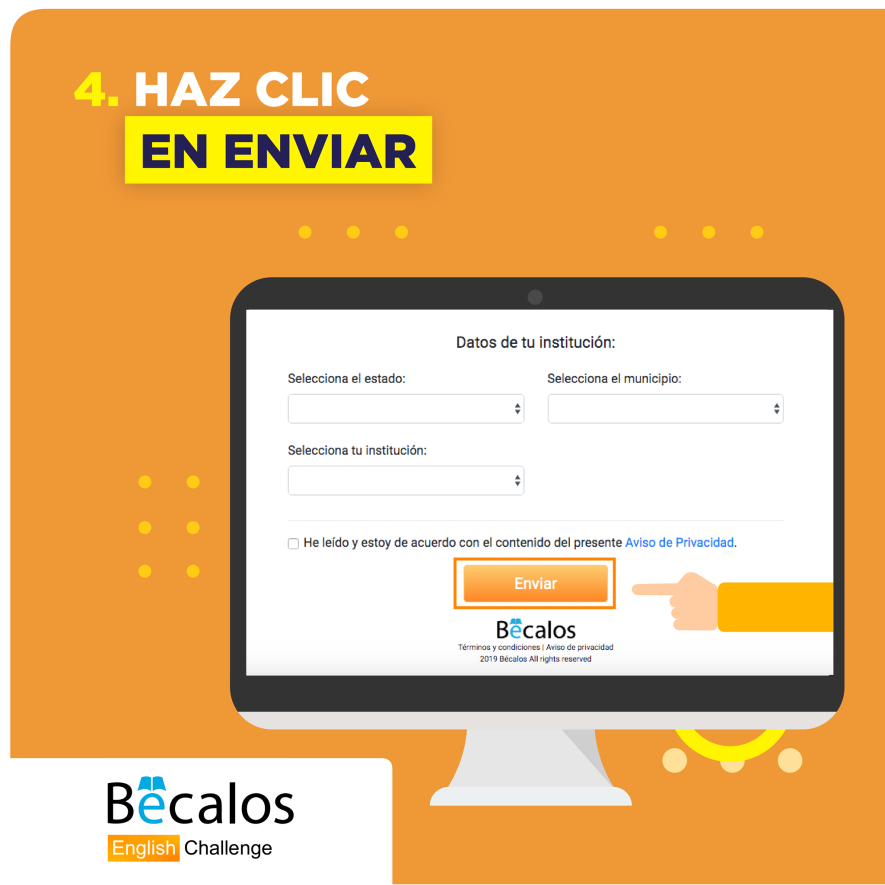 4. HAZ CLIC
EN ENVIAR
Datos de tu institución:
Selecciona el estado:
Selecciona el municipio:
Selecciona tu institución:
He leído y estoy de acuerdo con el contenido del presente Aviso de Privacidad.
Enviar
Bécalos
Términos y condiciones | Aviso de privacidad
2019 Bécalos All rights reserved
Bécalos
English Challenge